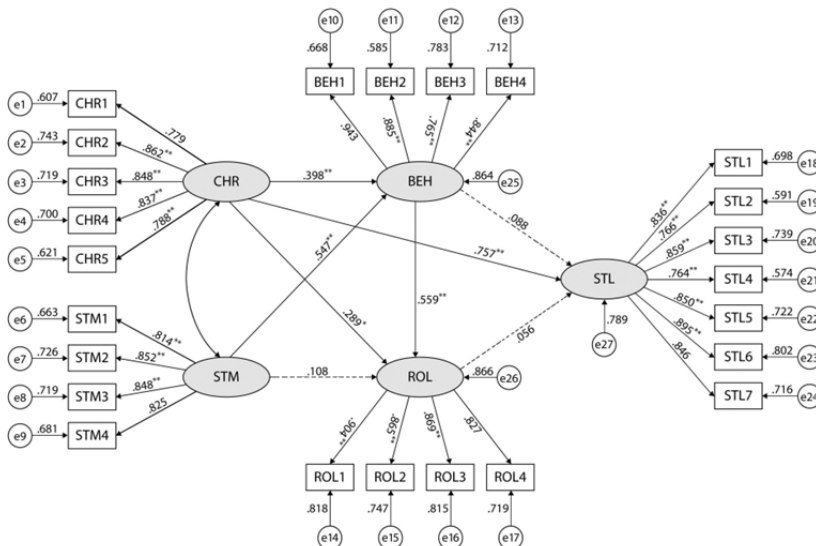 e10
e11
e12
e13
.668
.585
.783
.712
BEH1
BEH2
BEH3
BEH4
.943
.885**
.765**
.844**
e1
.607
CHR1
.779
e2
.743
CHR2
.862**
e3
.719
CHR3
.848**
e4
.700
CHR4
.837**
e5
.621
CHR5
.788**
CHR
.398**
BEH
.864
e25
.088
.547**
.757**
.289*
.559**
.056
STL
.789
e27
STL1
.698
e18
.836**
STL2
.591
e19
.766**
STL3
.739
e20
.859**
STL4
.574
e21
.764**
STL5
.722
e22
.850**
STL6
.802
e23
.895**
STL7
.716
e24
.846
e6
.663
STM1
.814**
e7
.726
STM2
.852**
e8
.719
STM3
.848**
e9
.681
STM4
.825
STM
.108
ROL
.866
e26
.904**
.865**
.869**
.827
ROL1
ROL2
ROL3
ROL4
.818
.747
.815
.719
e14
e15
e16
e17